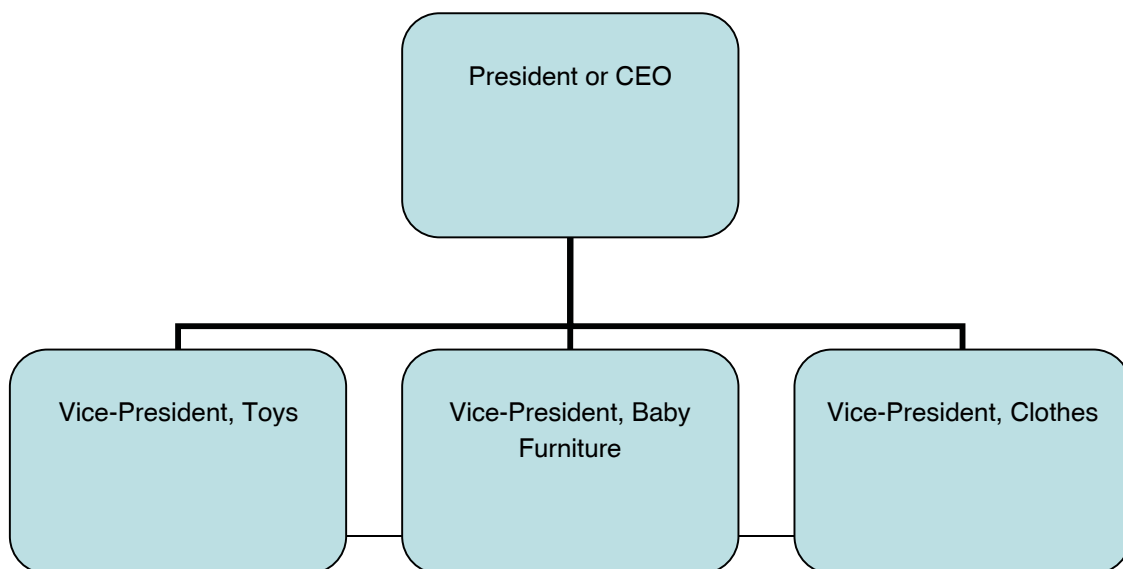 President or CEO
Vice-President, Toys
Vice-President, Baby
Furniture
Vice-President, Clothes